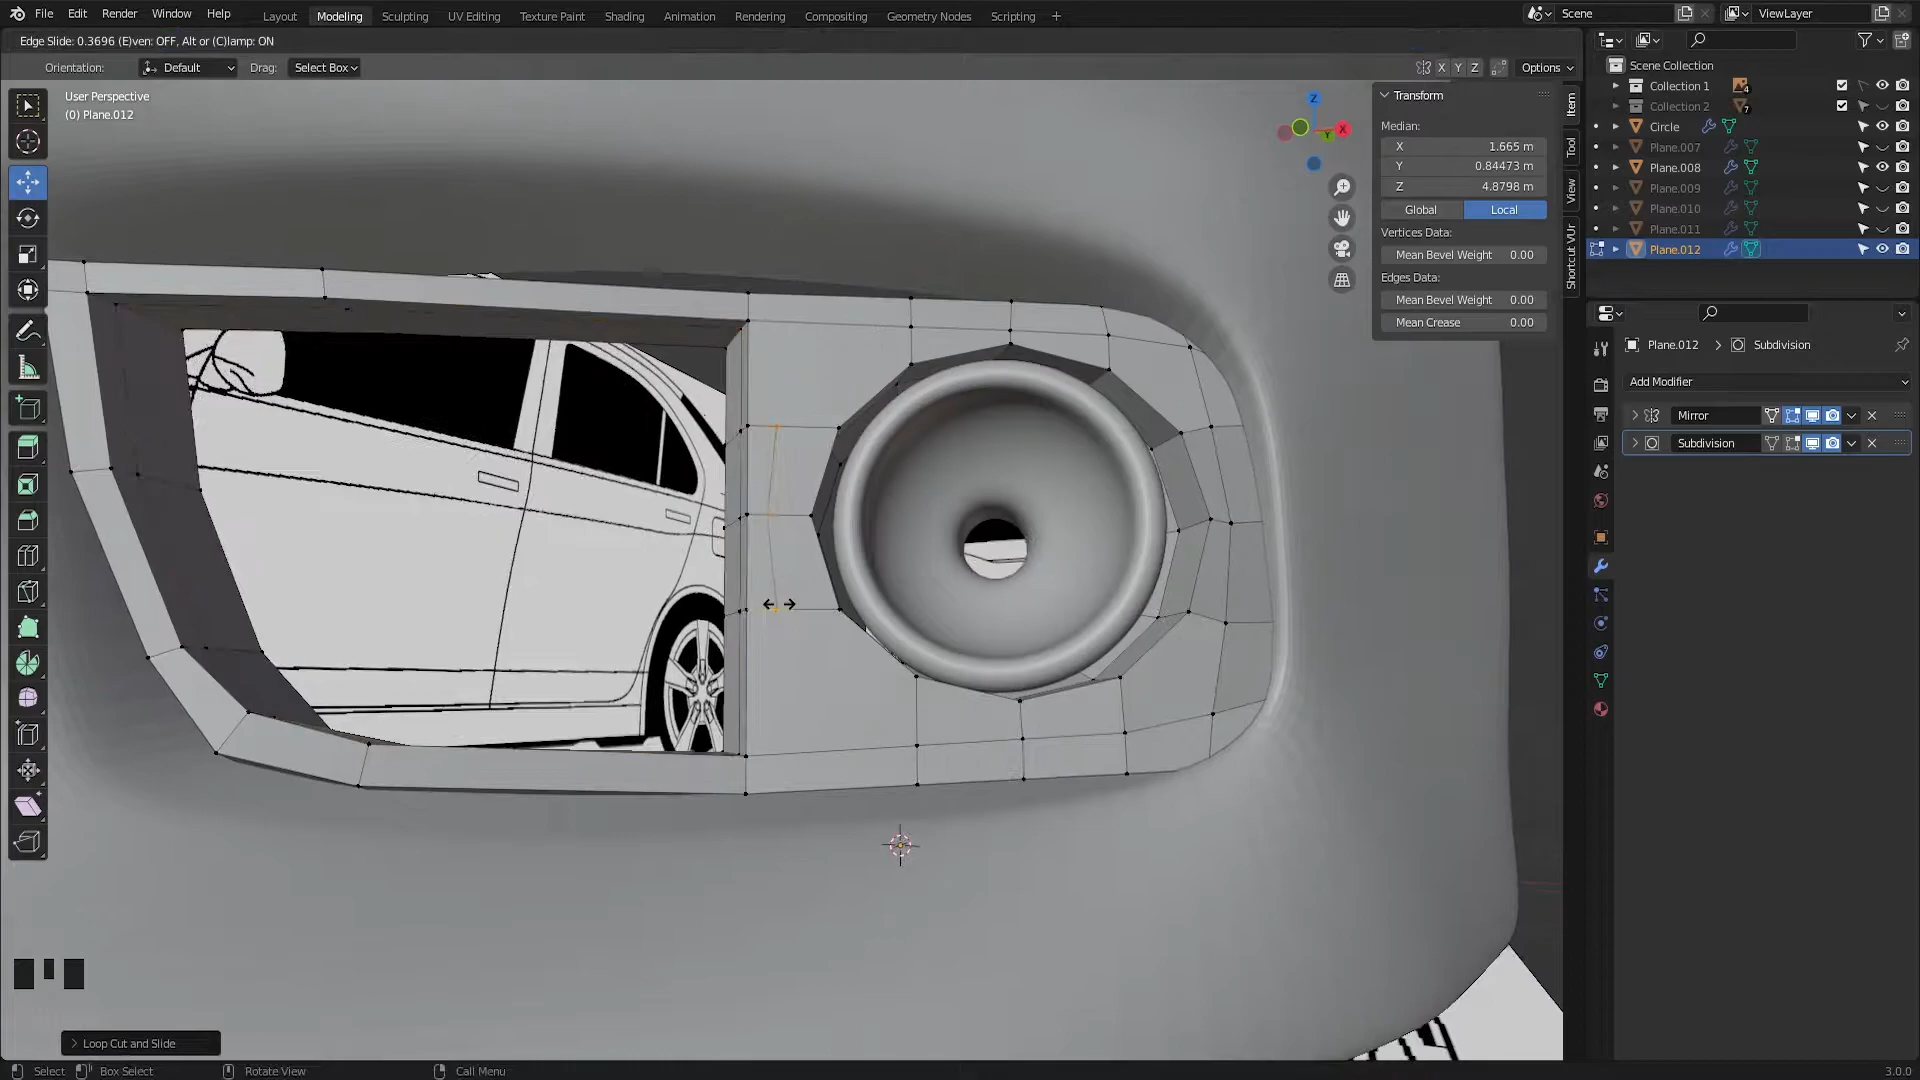 File Edit Render Window Help Layout Modeling Sculpting UV Editing Texture Paint Shading Animation Rendering Compositing Geometry Nodes Scripting + Scene ViewLayer
Edge Slide: 0.3696 (E)ven: OFF, Alt or (C)lamp: ON
Orientation: Default Drag: Select Box X Y Z Options
User Perspective
(0) Plane.012
Z
X
Y
Transform
Median:
X 1.665 m
Y 0.84473 m
Z 4.8798 m
Global Local
Vertices Data:
Mean Bevel Weight 0.00
Edges Data:
Mean Bevel Weight 0.00
Mean Crease 0.00
Item
Tool
View
Shortcut VUr
Scene Collection
Collection 1 4
Collection 2 7
Circle
Plane.007
Plane.008
Plane.009
Plane.010
Plane.011
Plane.012
Plane.012 > Subdivision
Add Modifier
Mirror
Subdivision
Loop Cut and Slide
Select Box Select Rotate View Call Menu 3.0.0